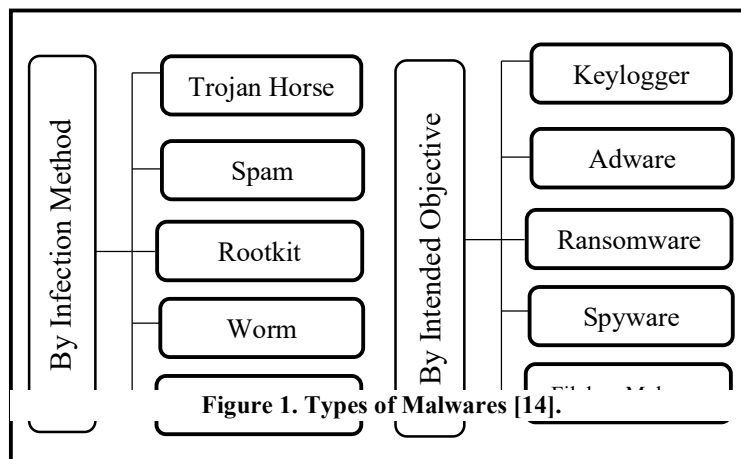 By Infection Method
Trojan Horse
Spam
Rootkit
Worm
By Intended Objective
Keylogger
Adware
Ransomware
Spyware
Figure 1. Types of Malwares [14].